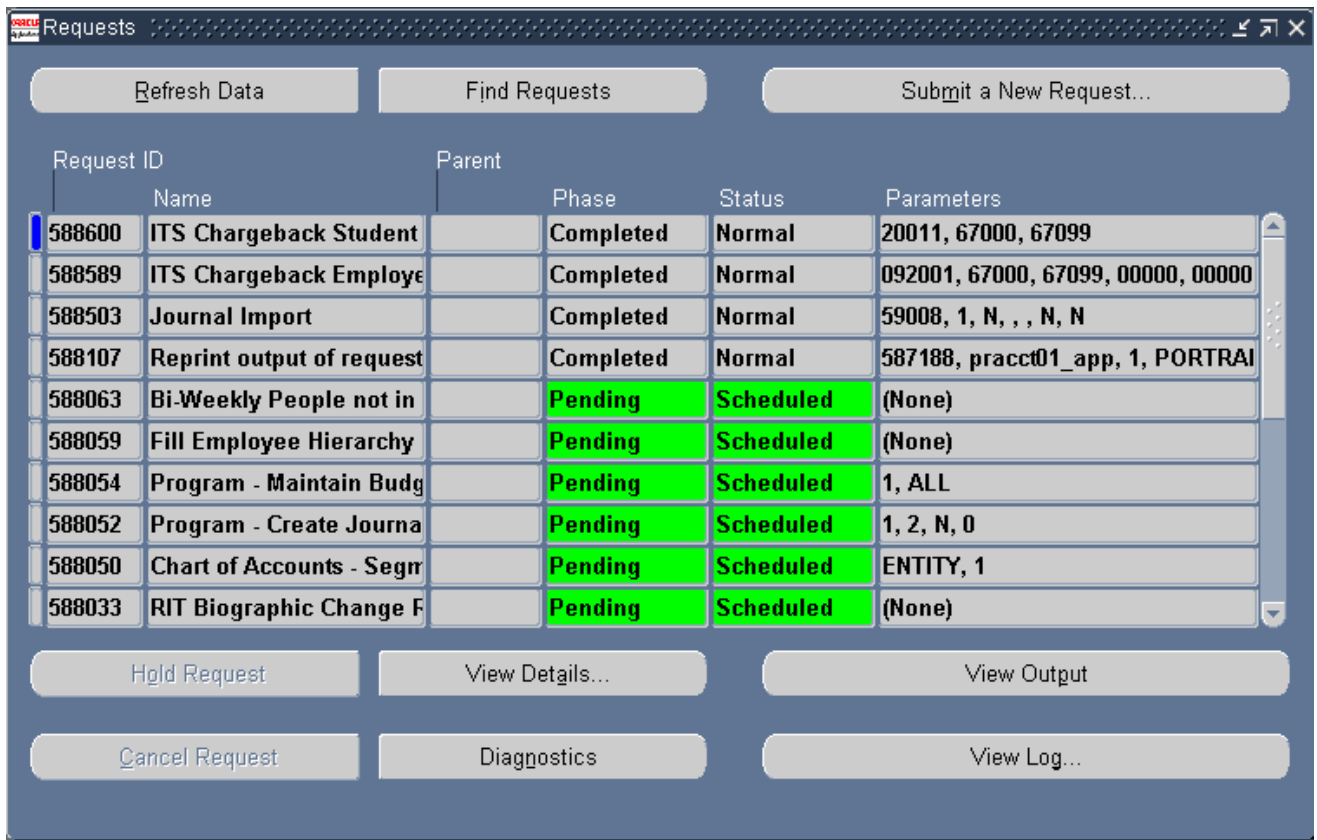 ORACLE Requests
Refresh Data Find Requests Submit a New Request...
Request ID Parent
Name Phase Status Parameters
588600 ITS Chargeback Student Completed Normal 20011, 67000, 67099
588589 ITS Chargeback Employe Completed Normal 092001, 67000, 67099, 00000, 00000
588503 Journal Import Completed Normal 59008, 1, N, , , N, N
588107 Reprint output of request Completed Normal 587188, pracct01_app, 1, PORTRAI
588063 Bi-Weekly People not in Pending Scheduled (None)
588059 Fill Employee Hierarchy Pending Scheduled (None)
588054 Program - Maintain Budg Pending Scheduled 1, ALL
588052 Program - Create Journa Pending Scheduled 1, 2, N, 0
588050 Chart of Accounts - Segm Pending Scheduled ENTITY, 1
588033 RIT Biographic Change R Pending Scheduled (None)
Hold Request View Details... View Output
Cancel Request Diagnostics View Log...